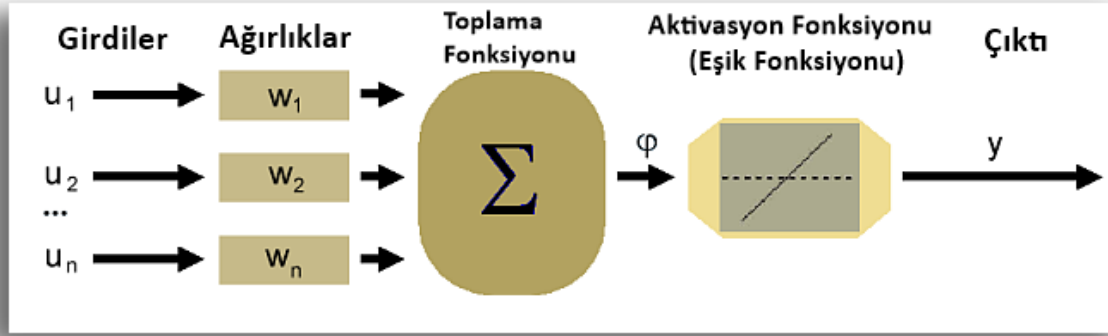 Girdiler
Ağırlıklar
Toplama
Fonksiyonu
Aktivasyon Fonksiyonu
(Eşik Fonksiyonu)
Çıktı
u₁
w₁
u₂
w₂
...
uₙ
wₙ
Σ
φ
y